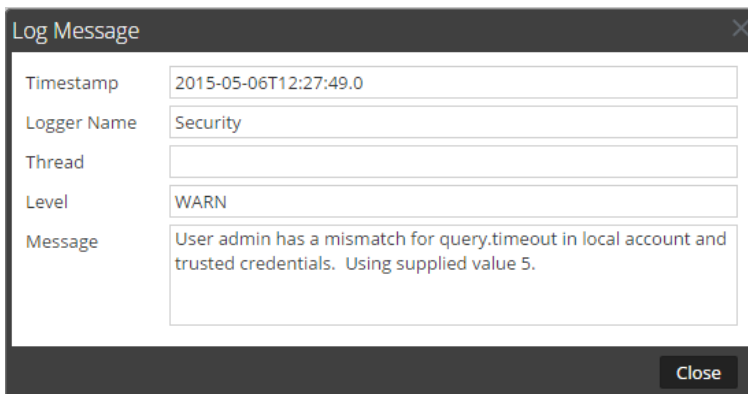 Log Message
Timestamp 2015-05-06T12:27:49.0
Logger Name Security
Thread
Level WARN
Message User admin has a mismatch for query.timeout in local account and
trusted credentials.  Using supplied value 5.
Close